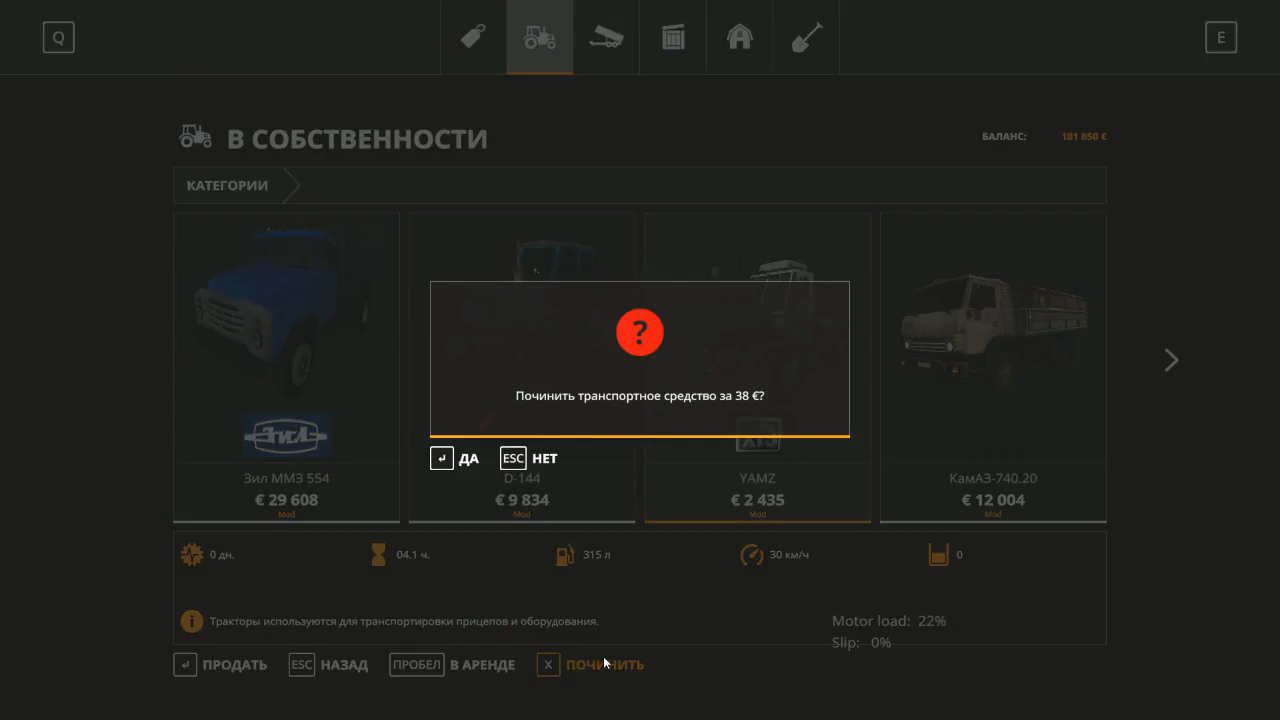 Q
E
В СОБСТВЕННОСТИ
БАЛАНС: 181 850 €
КАТЕГОРИИ
Починить транспортное средство за 38 €?
ЗиЛ
ХТЗ
ДА ESC НЕТ
Зил ММЗ 554 D-144 YAMZ КамАЗ-740.20
€ 29 608 € 9 834 € 2 435 € 12 004
Mod Mod Mod Mod
0 дн. 04.1 ч. 315 л 30 км/ч 0
Тракторы используются для транспортировки прицепов и оборудования.
Motor load: 22%
Slip: 0%
ПРОДАТЬ ESC НАЗАД ПРОБЕЛ В АРЕНДЕ X ПОЧИНИТЬ